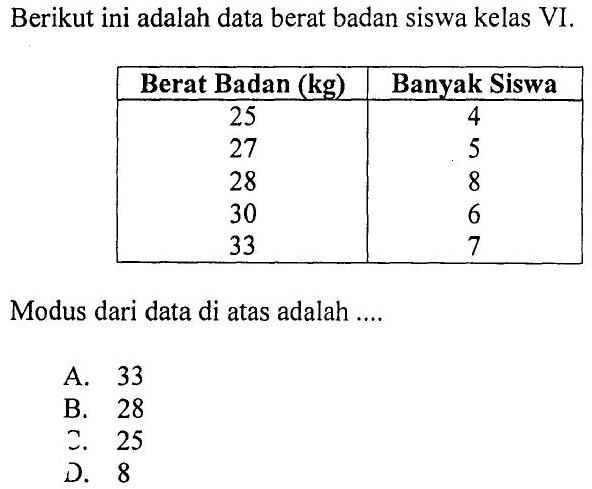 Berikut ini adalah data berat badan siswa kelas VI.
Berat Badan (kg) Banyak Siswa
25 4
27 5
28 8
30 6
33 7
Modus dari data di atas adalah ....
A. 33
B. 28
C. 25
D. 8